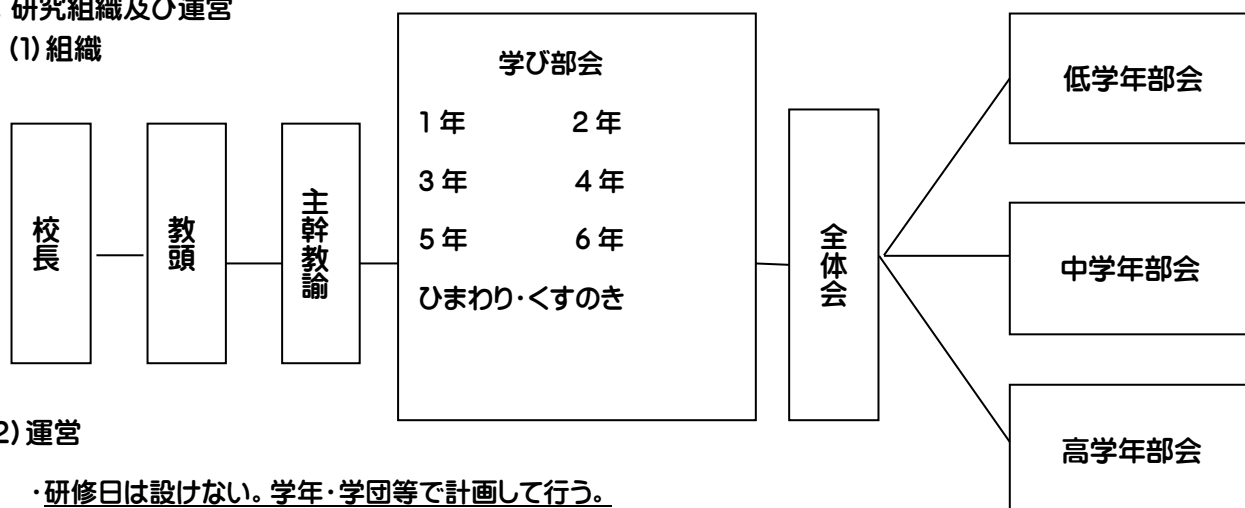 研究組織及び運営
(1) 組織
校長
教頭
主幹教諭
学び部会
1年 2年
3年 4年
5年 6年
ひまわり・くすのき
全体会
低学年部会
中学年部会
高学年部会
2) 運営
・研修日は設けない。学年・学団等で計画して行う。